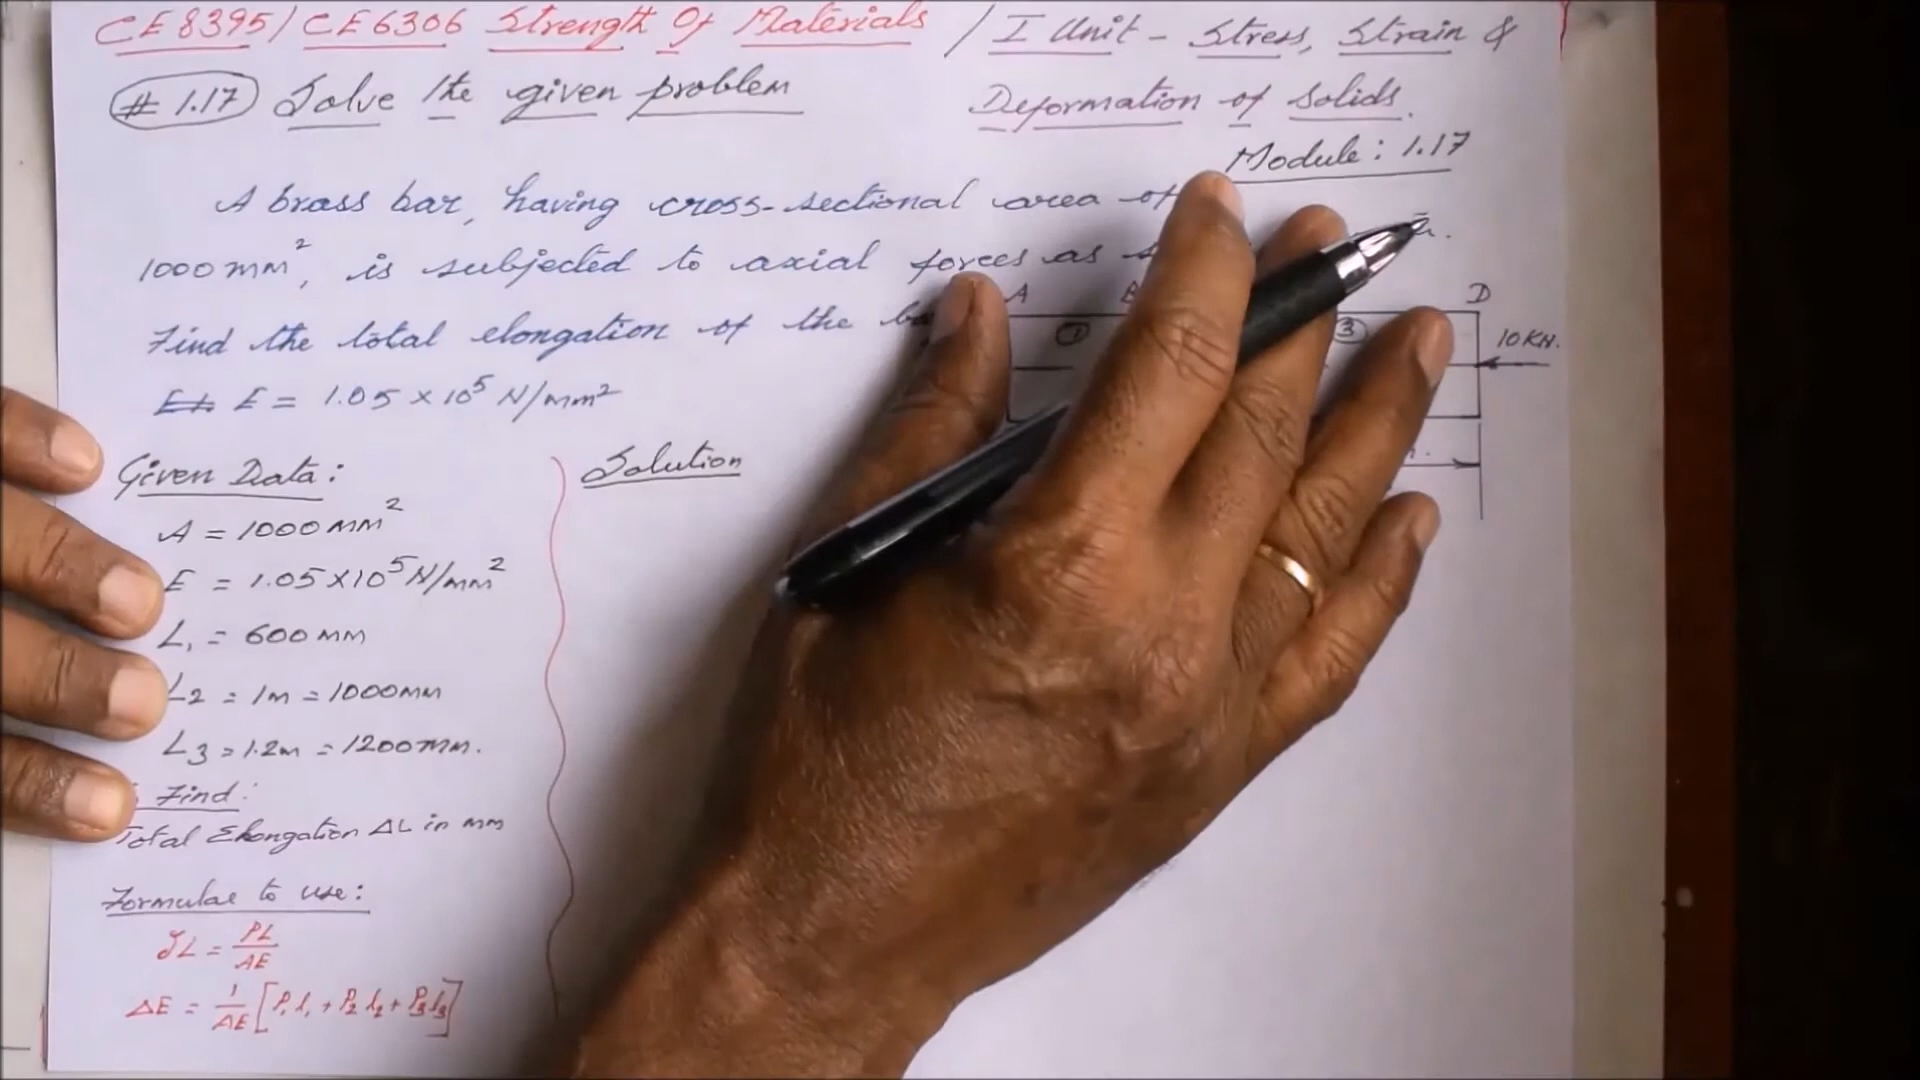 CE8395/CE6306 Strength Of Materials / I Unit - Stress, Strain &
Deformation of Solids.
# 1.17 Solve the given problem
Module: 1.17
A brass bar, having cross-sectional area of
1000 mm², is subjected to axial forces as
Find the total elongation of the
E = 1.05 × 10⁵ N/mm²
A
D
1
3
10 KN.
Given Data:
A = 1000 mm²
E = 1.05 × 10⁵ N/mm²
L₁ = 600 mm
L2 = 1m = 1000mm
L3 = 1.2m = 1200mm.
Find:
Total Elongation ΔL in mm
Formulae to use:
δL = PL/AE
ΔE = 1/AE [P₁l₁ + P₂l₂ + P₃l₃]
Solution